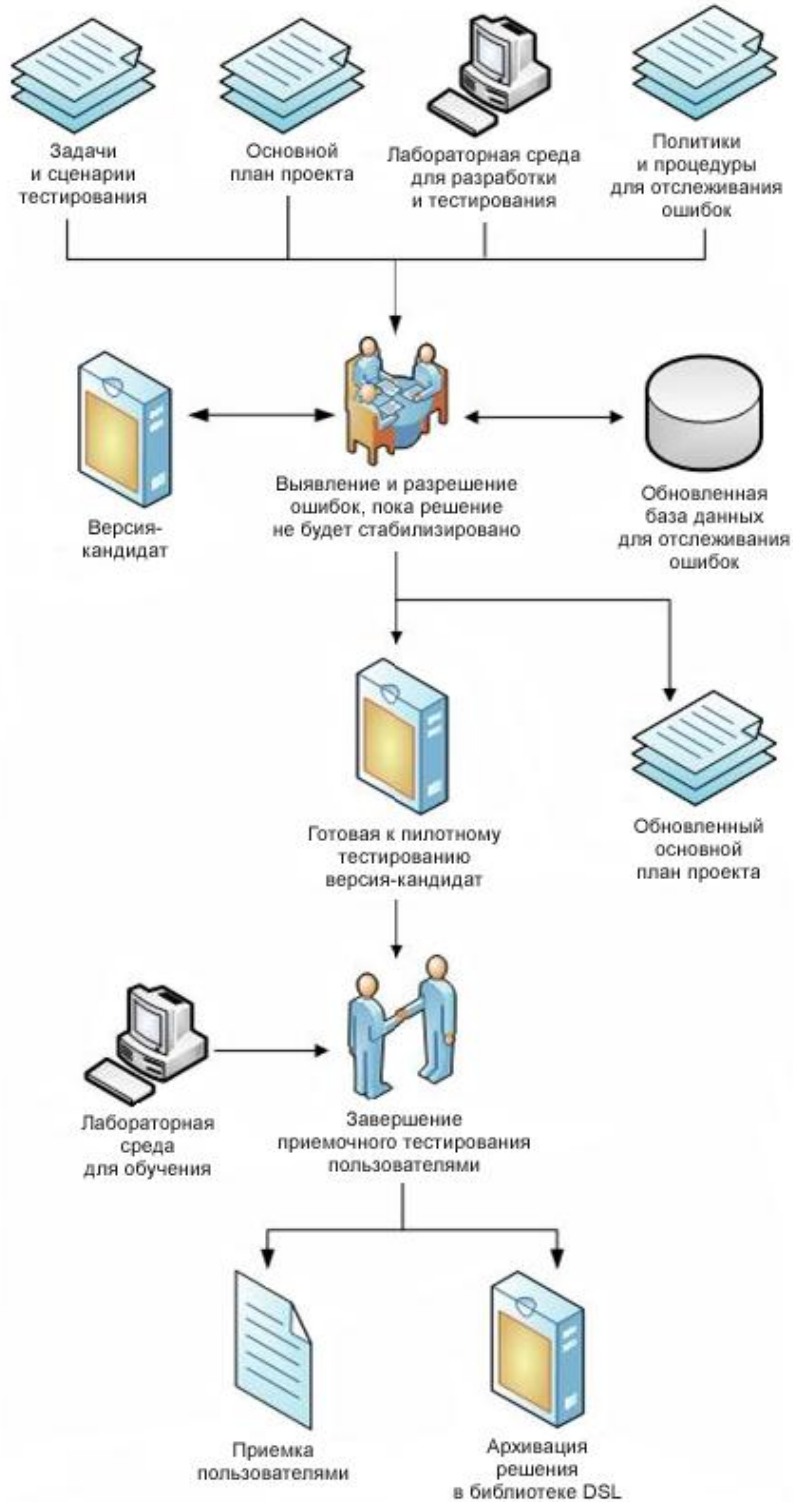 Задачи
и сценарии
тестирования
Основной
план проекта
Лабораторная среда
для разработки
и тестирования
Политики
и процедуры
для отслеживания
ошибок
Версия-
кандидат
Выявление и разрешение
ошибок, пока решение
не будет стабилизировано
Обновленная
база данных
для отслеживания
ошибок
Готовая к пилотному
тестированию
версия-кандидат
Обновленный
основной
план проекта
Лабораторная
среда
для обучения
Завершение
приемочного тестирования
пользователями
Приемка
пользователями
Архивация
решения
в библиотеке DSL